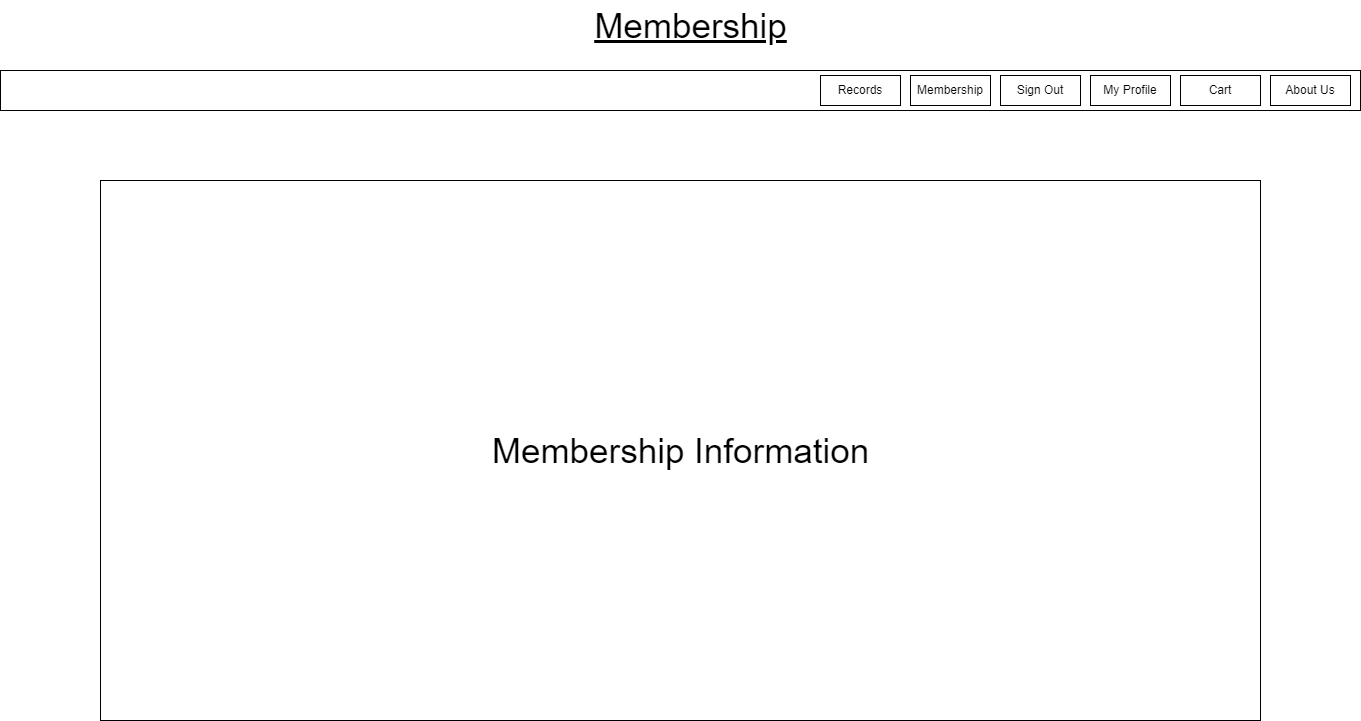 Membership
Records Membership Sign Out My Profile Cart About Us
Membership Information